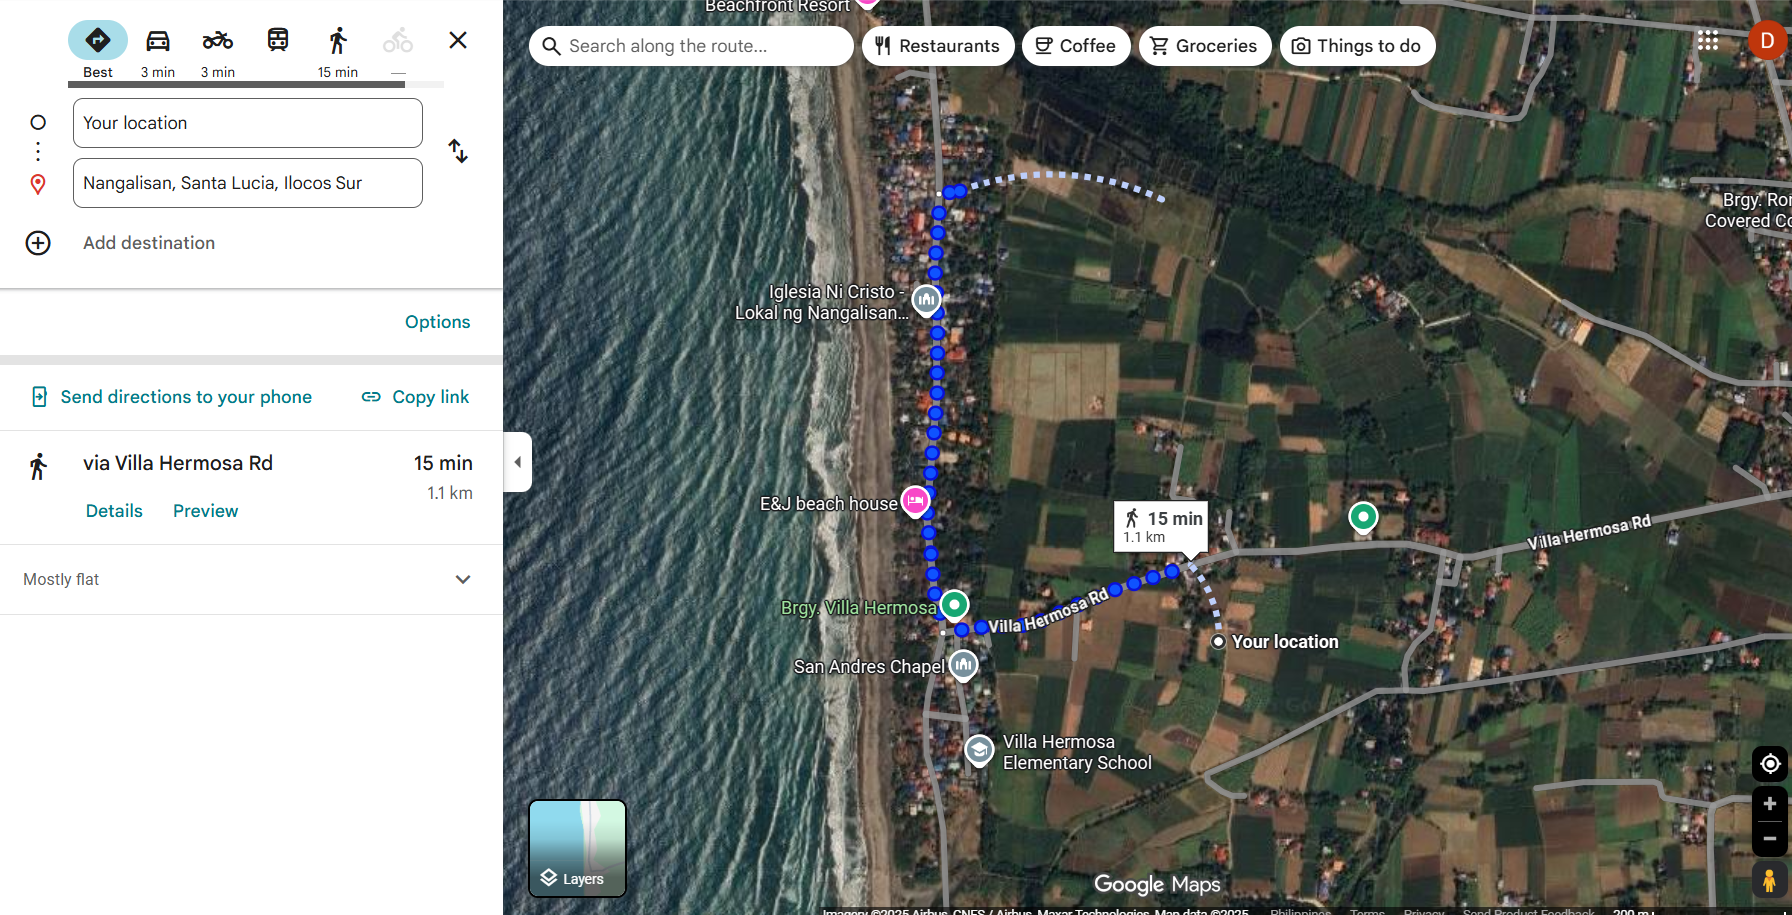 Best
3 min
3 min
15 min
—
Your location
Nangalisan, Santa Lucia, Ilocos Sur
Add destination
Options
Send directions to your phone
Copy link
via Villa Hermosa Rd
15 min
1.1 km
Details
Preview
Mostly flat
Beachfront Resort
Search along the route...
Restaurants
Coffee
Groceries
Things to do
D
Brgy.
Covered
Iglesia Ni Cristo -
Lokal ng Nangalisan...
E&J beach house
15 min
1.1 km
Villa Hermosa Rd
Brgy. Villa Hermosa
Villa Hermosa Rd
Your location
San Andres Chapel
Villa Hermosa
Elementary School
Layers
Google Maps
Imagery ©2025 Airbus, CNES / Airbus, Maxar Technologies, Map data ©2025
Philippines
Terms
Privacy
Send Product Feedback
200 m